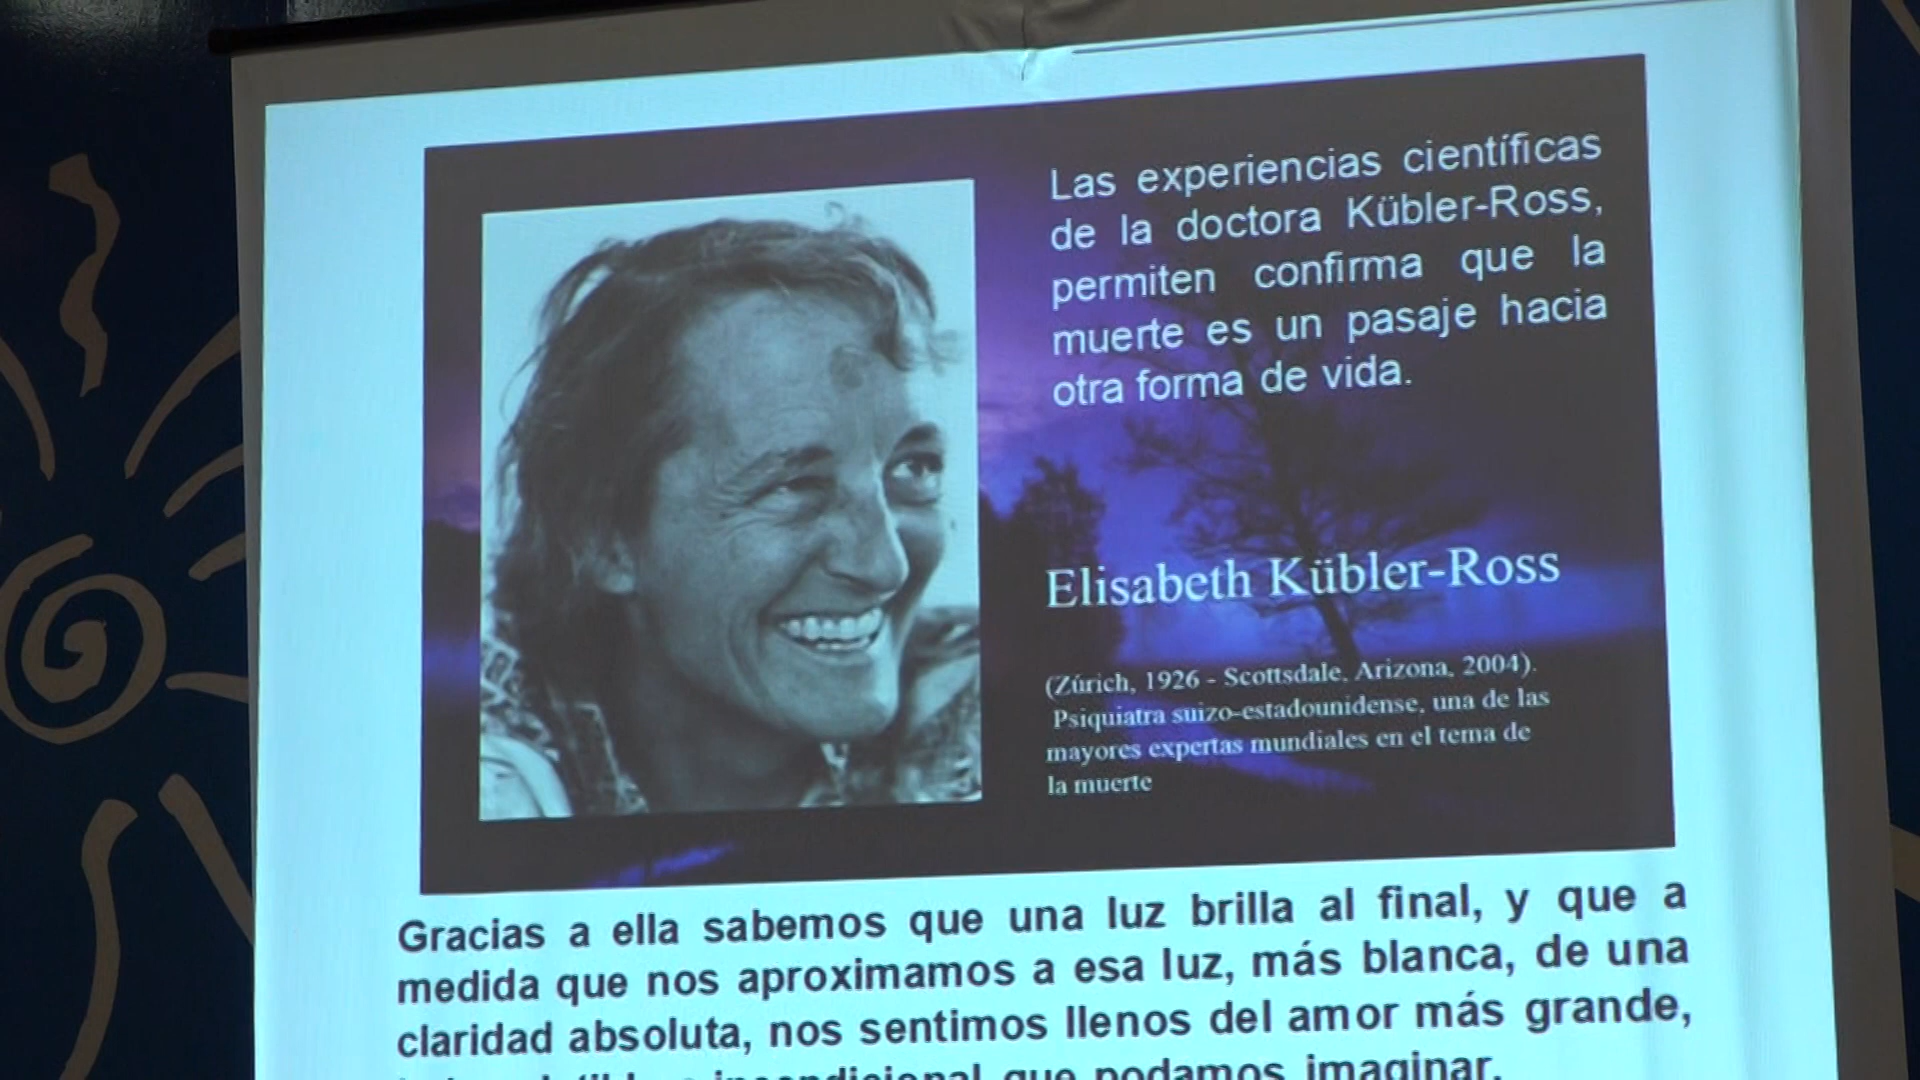 Las experiencias científicas
de la doctora Kübler-Ross,
permiten confirma que la
muerte es un pasaje hacia
otra forma de vida.
Elisabeth Kübler-Ross
(Zúrich, 1926 - Scottsdale, Arizona, 2004).
Psiquiatra suizo-estadounidense, una de las
mayores expertas mundiales en el tema de
la muerte
Gracias a ella sabemos que una luz brilla al final, y que a
medida que nos aproximamos a esa luz, más blanca, de una
claridad absoluta, nos sentimos llenos del amor más grande,
que podamos imaginar.